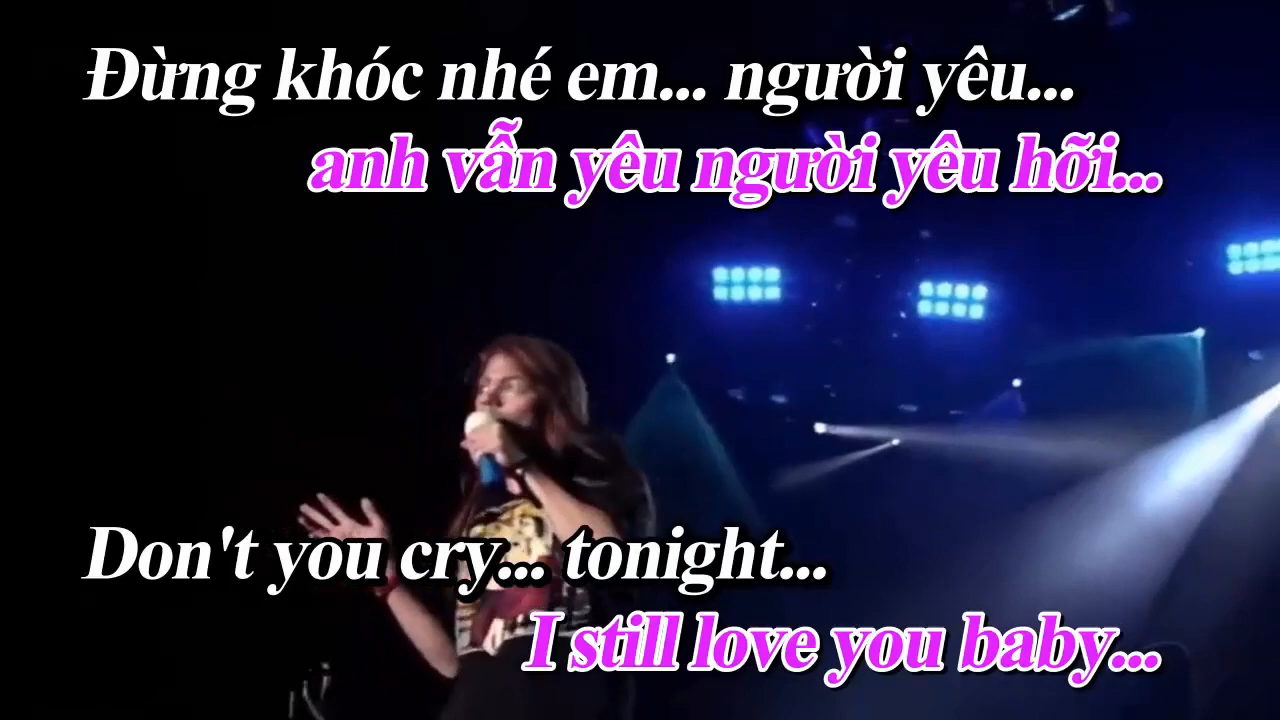 Đừng khóc nhé em... người yêu...
anh vẫn yêu người yêu hỡi...
Don't you cry... tonight...
I still love you baby...